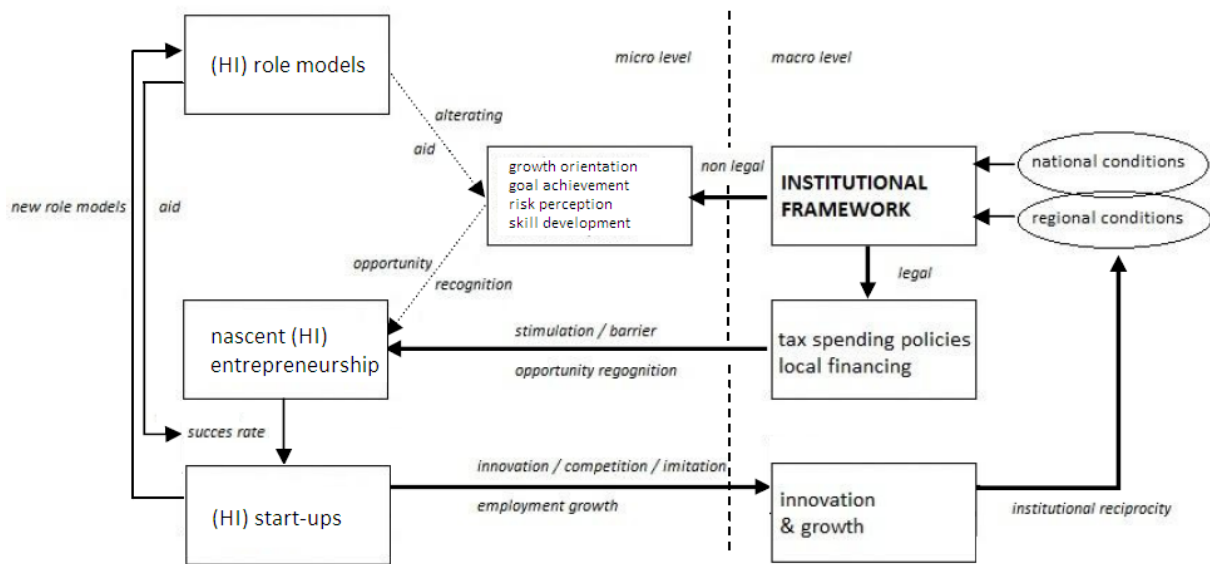 (HI) role models
micro level
macro level
alterating
aid
growth orientation
goal achievement
risk perception
skill development
non legal
INSTITUTIONAL
FRAMEWORK
national conditions
regional conditions
new role models
aid
opportunity
recognition
legal
nascent (HI)
entrepreneurship
stimulation / barrier
opportunity regognition
tax spending policies
local financing
succes rate
(HI) start-ups
innovation / competition / imitation
employment growth
innovation
& growth
institutional reciprocity